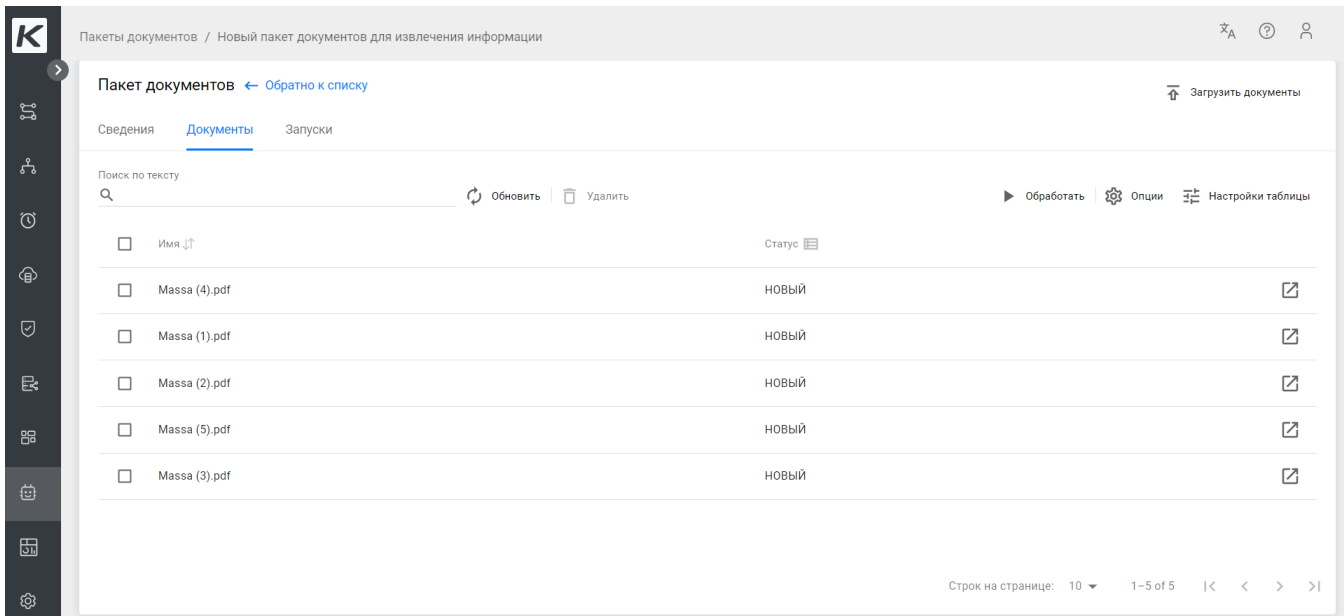 K
Пакеты документов / Новый пакет документов для извлечения информации
Пакет документов ← Обратно к списку
Загрузить документы
Сведения Документы Запуски
Поиск по тексту
Обновить Удалить Обработать Опции Настройки таблицы
Имя Статус
Massa (4).pdf НОВЫЙ
Massa (1).pdf НОВЫЙ
Massa (2).pdf НОВЫЙ
Massa (5).pdf НОВЫЙ
Massa (3).pdf НОВЫЙ
Строк на странице: 10 1–5 of 5